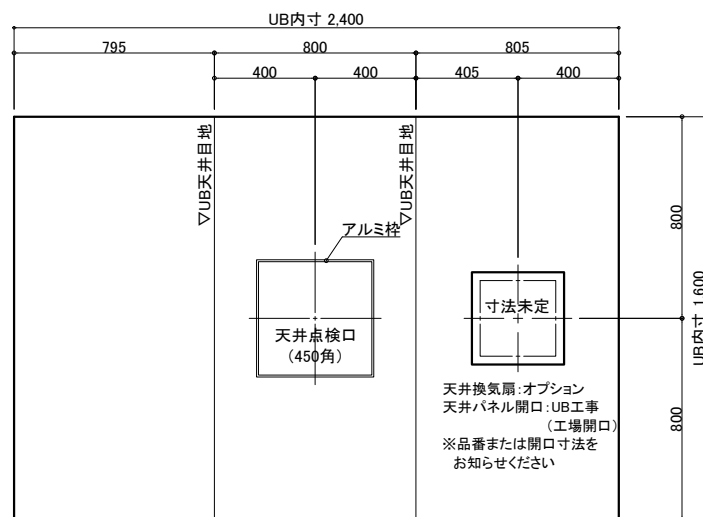 UB内寸 2,400
795
800
805
400
400
405
400
▽UB天井目地
▽UB天井目地
アルミ枠
天井点検口
(450角)
寸法未定
天井換気扇:オプション
天井パネル開口:UB工事
(工場開口)
※品番または開口寸法を
お知らせください
800
UB内寸 1,600
800